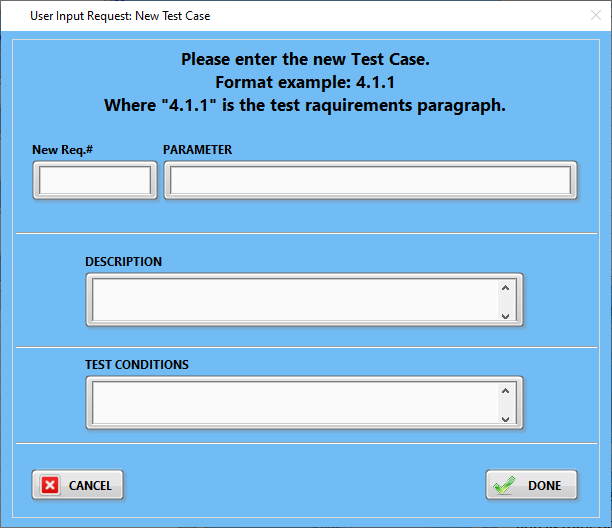 User Input Request: New Test Case
Please enter the new Test Case.
Format example: 4.1.1
Where "4.1.1" is the test raquirements paragraph.
New Req.# PARAMETER
DESCRIPTION
TEST CONDITIONS
CANCEL DONE